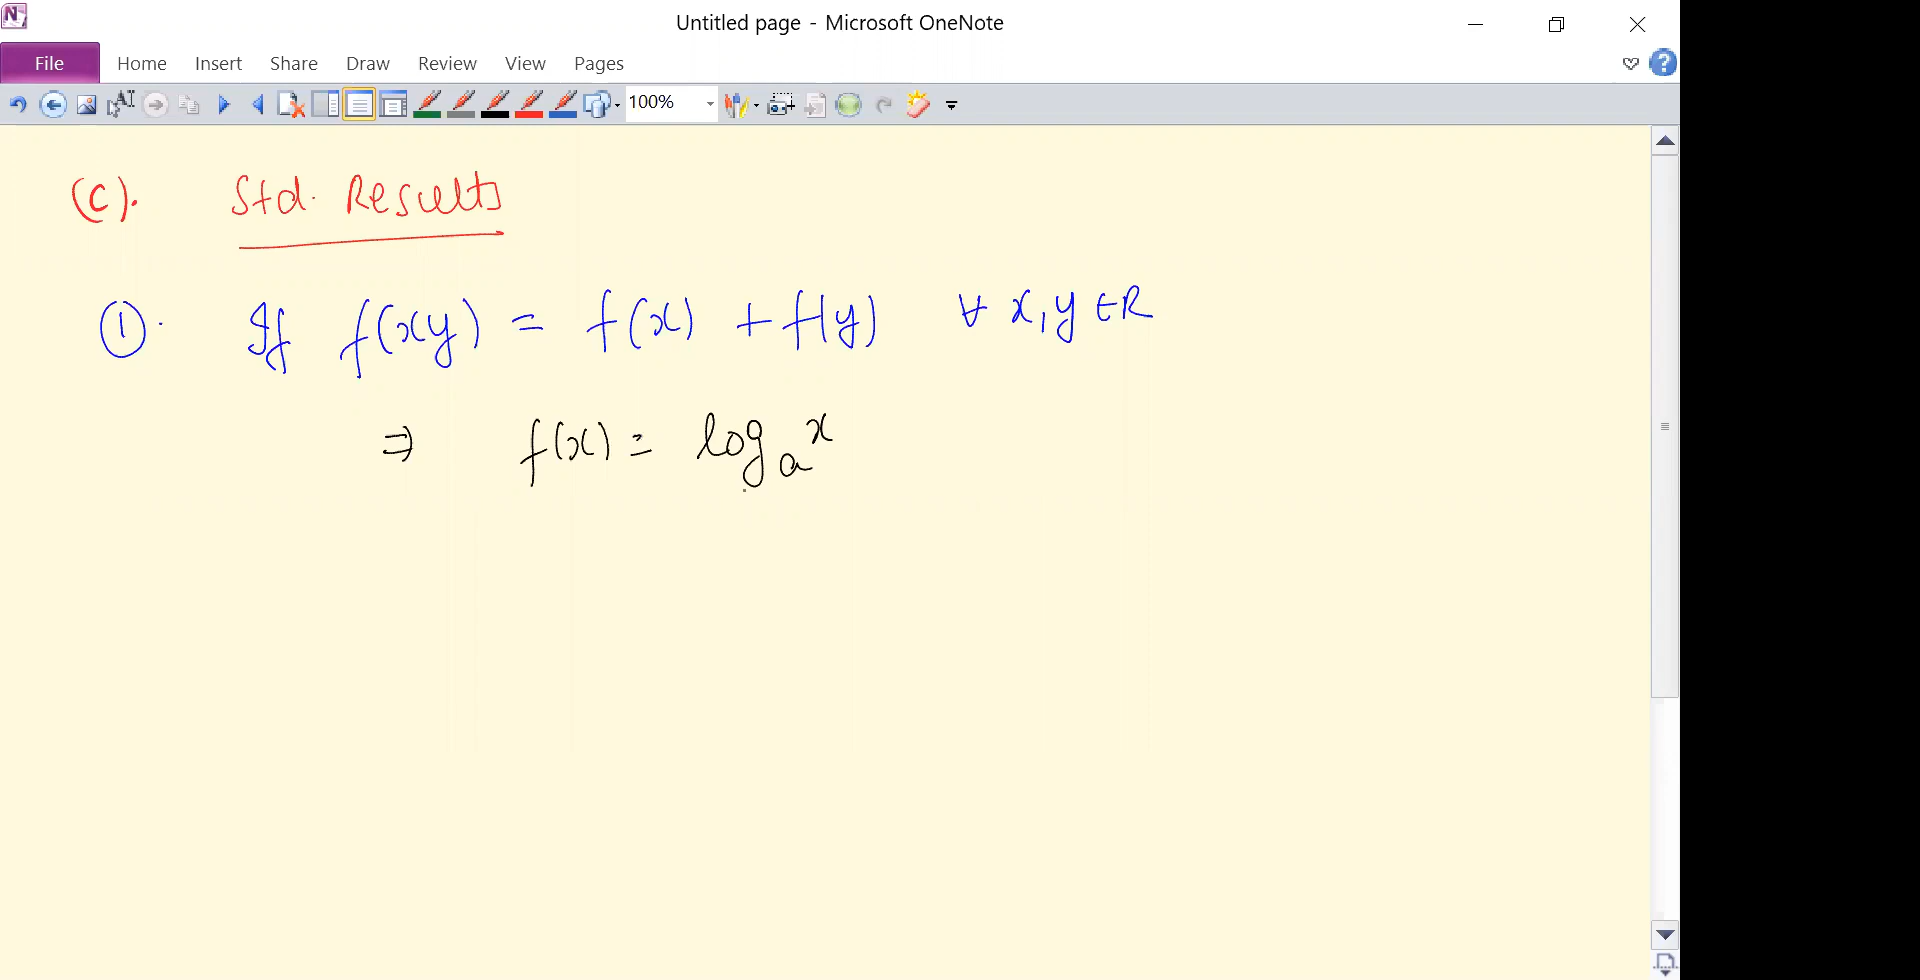 Untitled page - Microsoft OneNote
File Home Insert Share Draw Review View Pages
100%
(C). Std. Results
①. If f(xy) = f(x) + f(y) ∀ x, y ∈ R
⇒ f(x) = logₐx